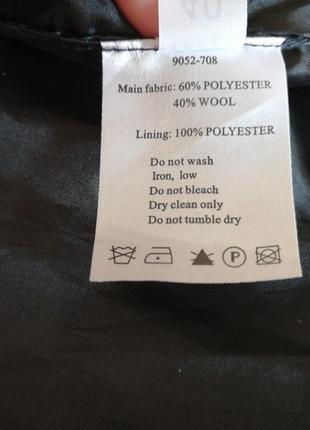 40
9052-708
Main fabric: 60% POLYESTER
40% WOOL
Lining: 100% POLYESTER
Do not wash
Iron, low
Do not bleach
Dry clean only
Do not tumble dry
P